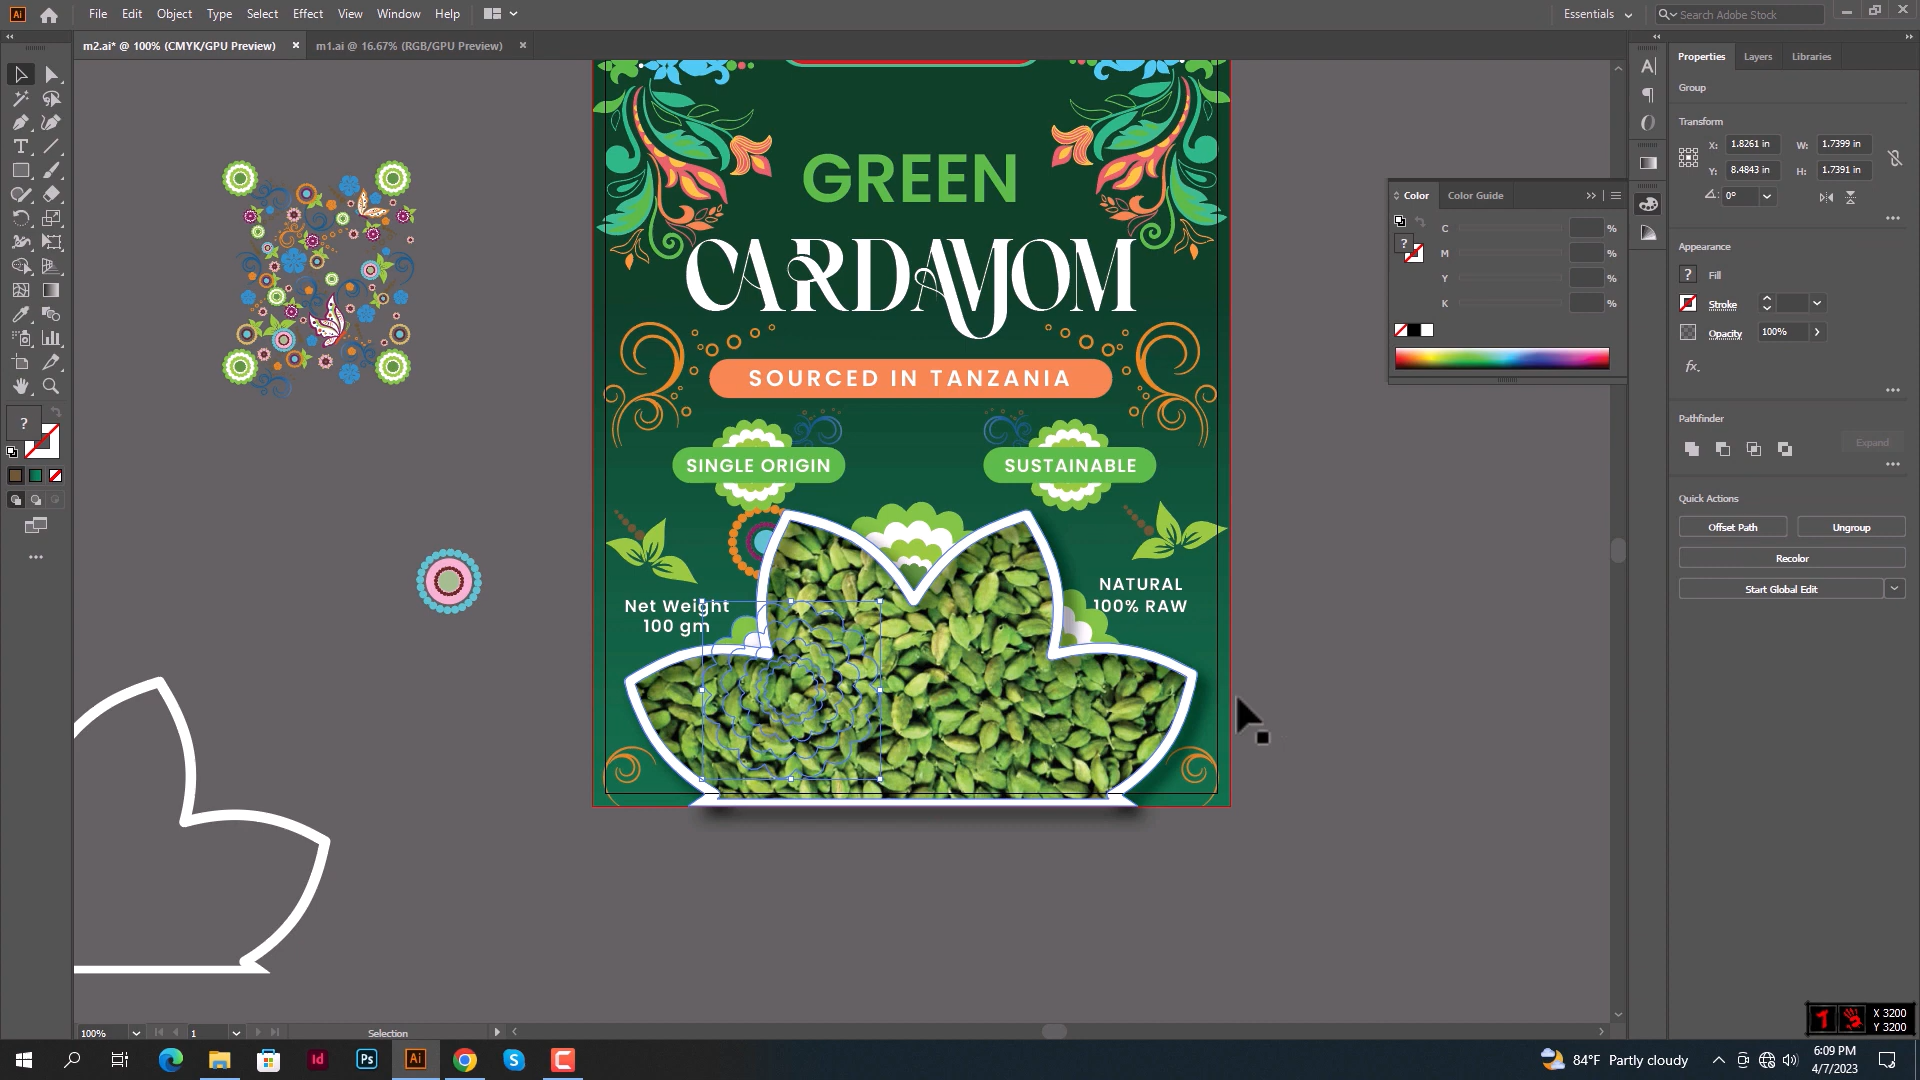 Ai
File Edit Object Type Select Effect View Window Help
Essentials
Search Adobe Stock
m2.ai* @ 100% (CMYK/GPU Preview) ×
m1.ai @ 16.67% (RGB/GPU Preview) ×
GREEN
CARDAMOM
SOURCED IN TANZANIA
SINGLE ORIGIN
SUSTAINABLE
Net Weight
100 gm
NATURAL
100% RAW
Color Color Guide
C %
M %
Y %
K %
Properties Layers Libraries
Group
Transform
X: 1.8261 in W: 1.7399 in
Y: 8.4843 in H: 1.7391 in
0°
Appearance
? Fill
Stroke
Opacity 100%
fx.
Pathfinder
Expand
Quick Actions
Offset Path Ungroup
Recolor
Start Global Edit
100% 1 Selection
X 3200
Y 3200
Id Ps Ai
84°F Partly cloudy
6:09 PM
4/7/2023